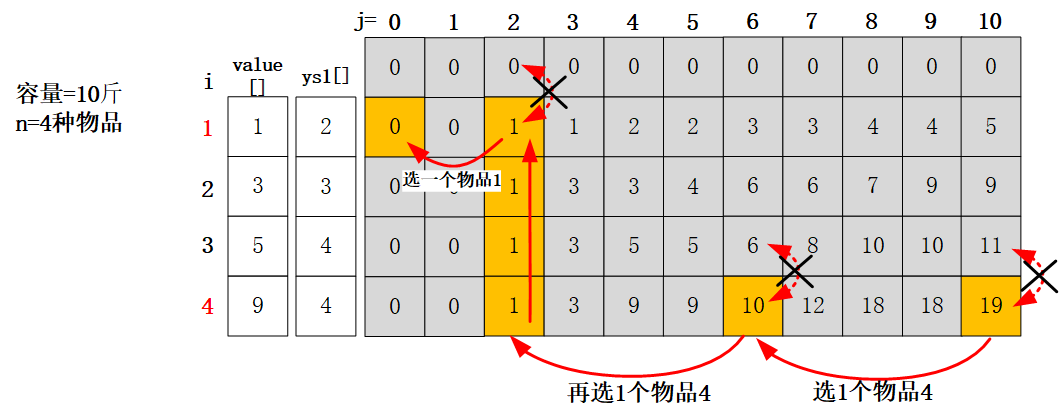 j= 0 1 2 3 4 5 6 7 8 9 10
容量=10斤
n=4种物品
i value[] ys1[] 0 0 0 0 0 0 0 0 0 0 0
1 1 2 0 0 1 1 2 2 3 3 4 4 5
选一个物品1
2 3 3 0 0 1 3 3 4 6 6 7 9 9
3 5 4 0 0 1 3 5 5 6 8 10 10 11
4 9 4 0 0 1 3 9 9 10 12 18 18 19
再选1个物品4 选1个物品4